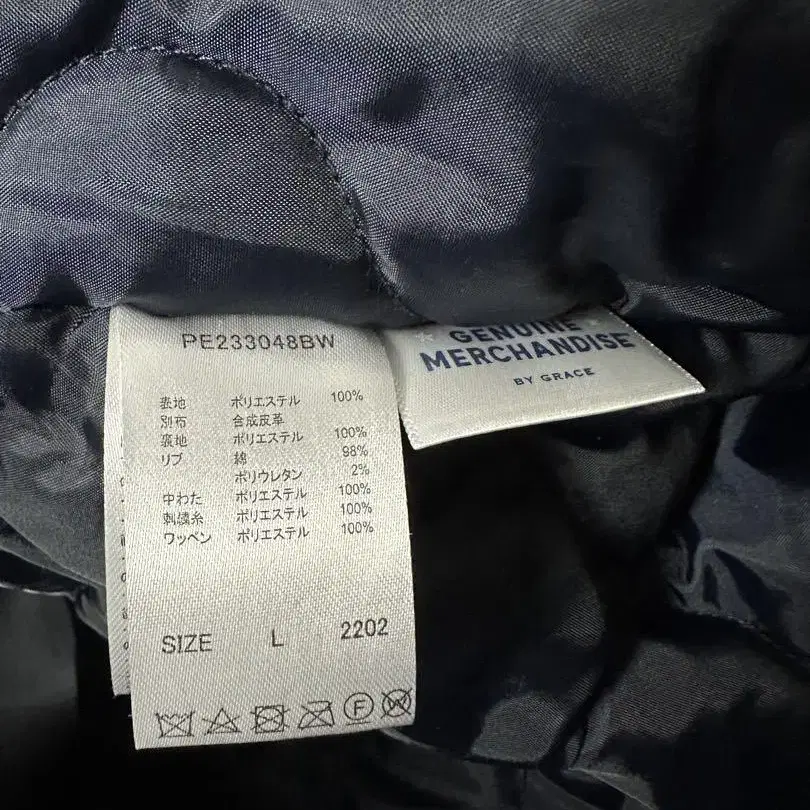 PE233048BW
表地 ポリエステル 100%
別布 合成皮革
裏地 ポリエステル 100%
リブ 綿 98%
ポリウレタン 2%
中わた ポリエステル 100%
刺繍糸 ポリエステル 100%
ワッペン ポリエステル 100%
SIZE L 2202
GENUINE
MERCHANDISE
BY GRACE